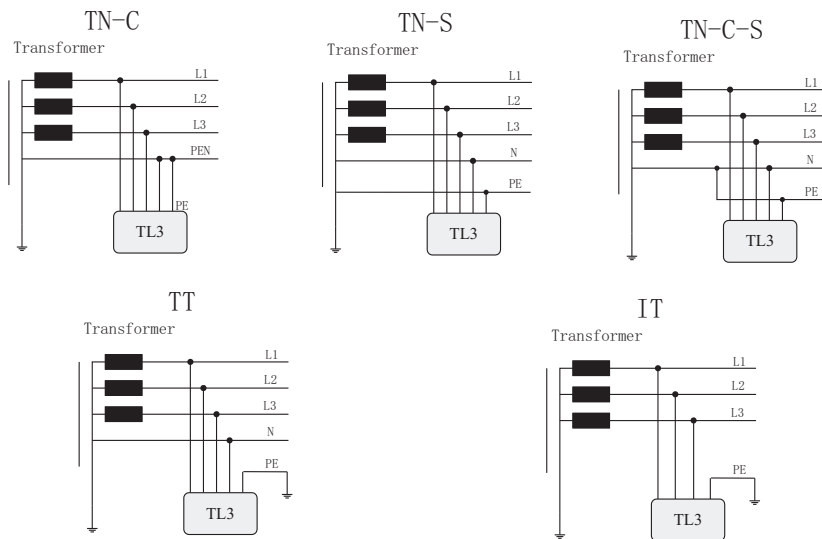 TN-C
Transformer
L1
L2
L3
PEN
PE
TL3
TN-S
Transformer
L1
L2
L3
N
PE
TL3
TN-C-S
Transformer
L1
L2
L3
N
PE
TL3
TT
Transformer
L1
L2
L3
N
PE
TL3
IT
Transformer
L1
L2
L3
PE
TL3